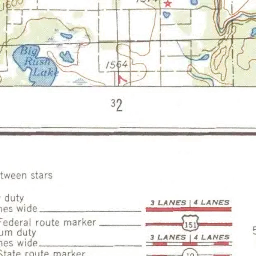 600
Big
Rush
Lake
1564
32
tween stars
duty
nes wide
3 LANES | 4 LANES
Federal route marker
151
um duty
nes wide
3 LANES | 4 LANES
State route marker